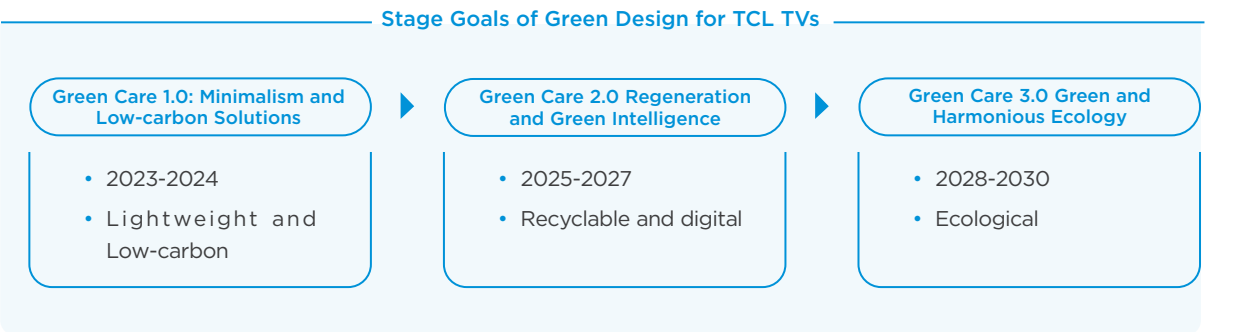 Stage Goals of Green Design for TCL TVs
Green Care 1.0: Minimalism and
Low-carbon Solutions
• 2023-2024
• Lightweight and
Low-carbon
Green Care 2.0 Regeneration
and Green Intelligence
• 2025-2027
• Recyclable and digital
Green Care 3.0 Green and
Harmonious Ecology
• 2028-2030
• Ecological